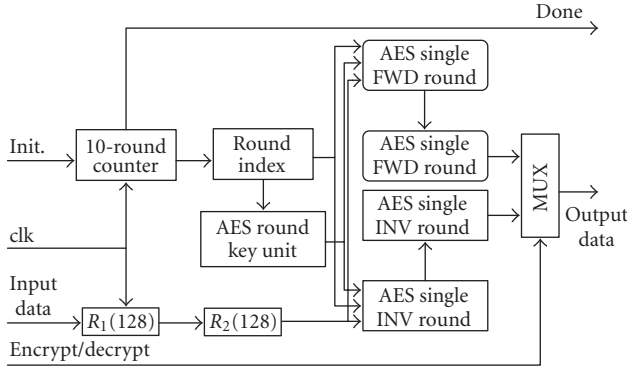 Done
AES single
FWD round
Init.
10-round
counter
Round
index
AES single
FWD round
MUX
AES round
key unit
AES single
INV round
Output
data
clk
Input
data
R1(128)
R2(128)
AES single
INV round
Encrypt/decrypt